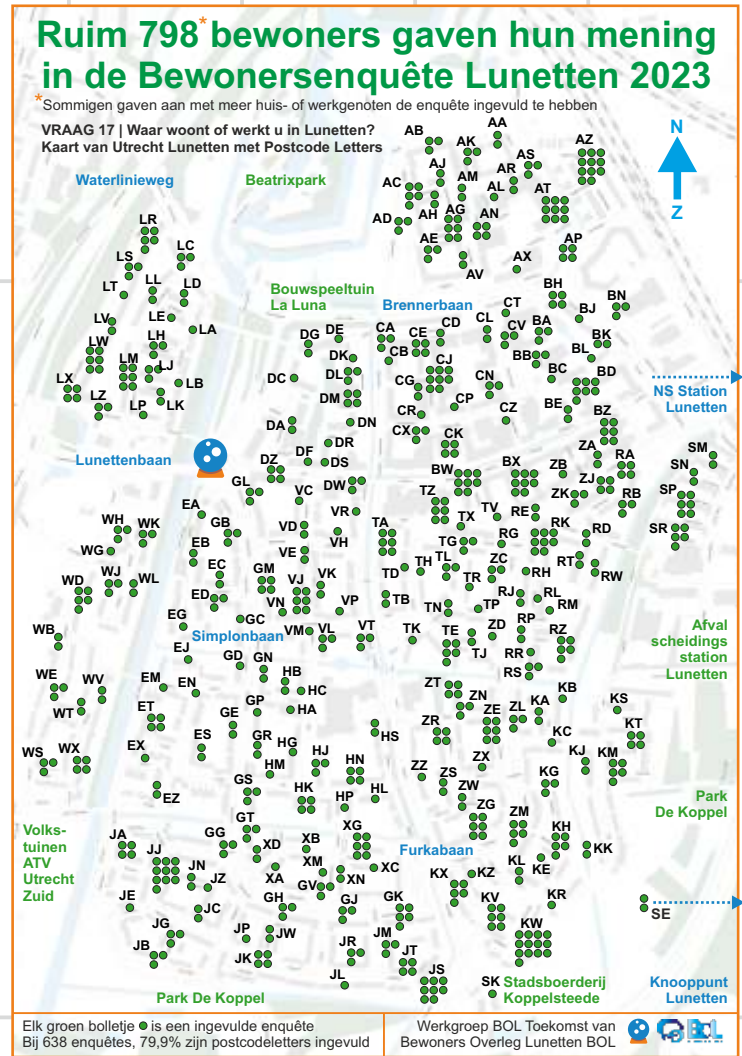 Ruim 798* bewoners gaven hun mening
in de Bewonersenquête Lunetten 2023
*Sommigen gaven aan met meer huis- of werkgenoten de enquête ingevuld te hebben
VRAAG 17 | Waar woont of werkt u in Lunetten?
Kaart van Utrecht Lunetten met Postcode Letters
N
Z
Waterlinieweg
Beatrixpark
AA
AB
AK
AS
AZ
AJ
AM
AR
AC
AL
AT
AD
AH
AG
AN
AE
AP
AV
AX
LR
LS
LC
LT
LL
LD
LV
LE
LA
LW
LH
LM
LJ
LX
LB
LZ
LP
LK
Bouwspeeltuin
La Luna
Brennerbaan
BH
BN
CT
BJ
DG
DE
CA
CE
CD
CL
CV
BA
BK
DK
CB
BB
BL
DC
DL
CJ
CG
CN
BC
BD
DM
CR
CP
BE
NS Station
Lunetten
DA
DN
CX
CZ
BZ
DR
CK
Lunettenbaan
DZ
DF
DS
BW
BX
ZB
ZA
RA
SM
SN
GL
VC
DW
TZ
ZK
ZJ
RB
SP
EA
VR
TX
TV
RE
WH
WK
GB
VD
VH
TA
TG
RG
RK
RD
SR
WG
EB
VE
TD
TH
TL
ZC
RH
RT
RW
WD
WJ
WL
EC
GM
VJ
VK
TR
RJ
RL
ED
VN
VP
TB
TN
TP
RM
WB
EG
GC
Simplonbaan
VM
VL
VT
TK
TE
TJ
ZD
RP
RZ
Afval
scheidings
station
Lunetten
EJ
GD
GN
RR
RS
WE
WT
WV
EM
EN
HB
HC
ZT
ZN
KB
ET
GP
HA
ZR
ZE
ZL
KA
KS
GE
HS
KC
KT
WS
WX
EX
ES
GR
HG
HJ
HN
ZZ
ZS
ZX
KJ
KM
HM
KG
EZ
GS
HK
HP
HL
ZW
Park
De Koppel
ZG
ZM
Volks-
tuinen
ATV
Utrecht
Zuid
JA
GT
XG
KH
GG
XD
XB
Furkabaan
KK
JJ
JN
XA
XM
XC
KX
KZ
KL
KE
JZ
GV
XN
JE
JC
GH
GJ
GK
KV
KR
SE
JG
JP
JW
JB
JK
JR
JM
JT
KW
JL
JS
SK
Stadsboerderij
Koppelsteede
Park De Koppel
Knooppunt
Lunetten
Elk groen bolletje is een ingevulde enquête
Bij 638 enquêtes, 79,9% zijn postcodeletters ingevuld
Werkgroep BOL Toekomst van
Bewoners Overleg Lunetten BOL
BOL